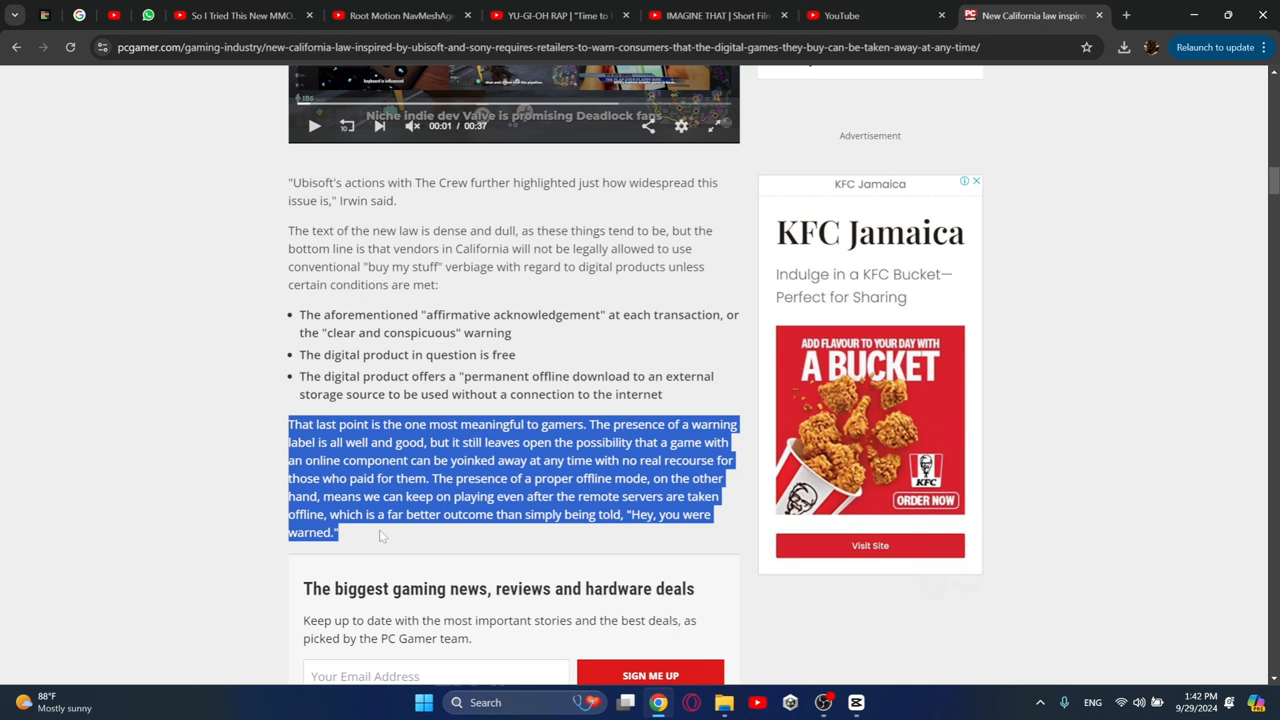 So I Tried This New MMO.
Root Motion NavMeshAge
YU-GI-OH RAP | "Time to
IMAGINE THAT | Short Film
YouTube
New California law inspire
pcgamer.com/gaming-industry/new-california-law-inspired-by-ubisoft-and-sony-requires-retailers-to-warn-consumers-that-the-digital-games-they-buy-can-be-taken-away-at-any-time/
Relaunch to update
Niche indie dev Valve is promising Deadlock fans
10
00:01 / 00:37
"Ubisoft's actions with The Crew further highlighted just how widespread this
issue is," Irwin said.
The text of the new law is dense and dull, as these things tend to be, but the
bottom line is that vendors in California will not be legally allowed to use
conventional "buy my stuff" verbiage with regard to digital products unless
certain conditions are met:
The aforementioned "affirmative acknowledgement" at each transaction, or
the "clear and conspicuous" warning
The digital product in question is free
The digital product offers a "permanent offline download to an external
storage source to be used without a connection to the internet
That last point is the one most meaningful to gamers. The presence of a warning
label is all well and good, but it still leaves open the possibility that a game with
an online component can be yoinked away at any time with no real recourse for
those who paid for them. The presence of a proper offline mode, on the other
hand, means we can keep on playing even after the remote servers are taken
offline, which is a far better outcome than simply being told, "Hey, you were
warned."
The biggest gaming news, reviews and hardware deals
Keep up to date with the most important stories and the best deals, as
picked by the PC Gamer team.
Your Email Address
SIGN ME UP
Advertisement
KFC Jamaica
KFC Jamaica
Indulge in a KFC Bucket—
Perfect for Sharing
ADD FLAVOUR TO YOUR DAY WITH
A BUCKET
KFC
ORDER NOW
Visit Site
88°F
Mostly sunny
Search
ENG
1:42 PM
9/29/2024